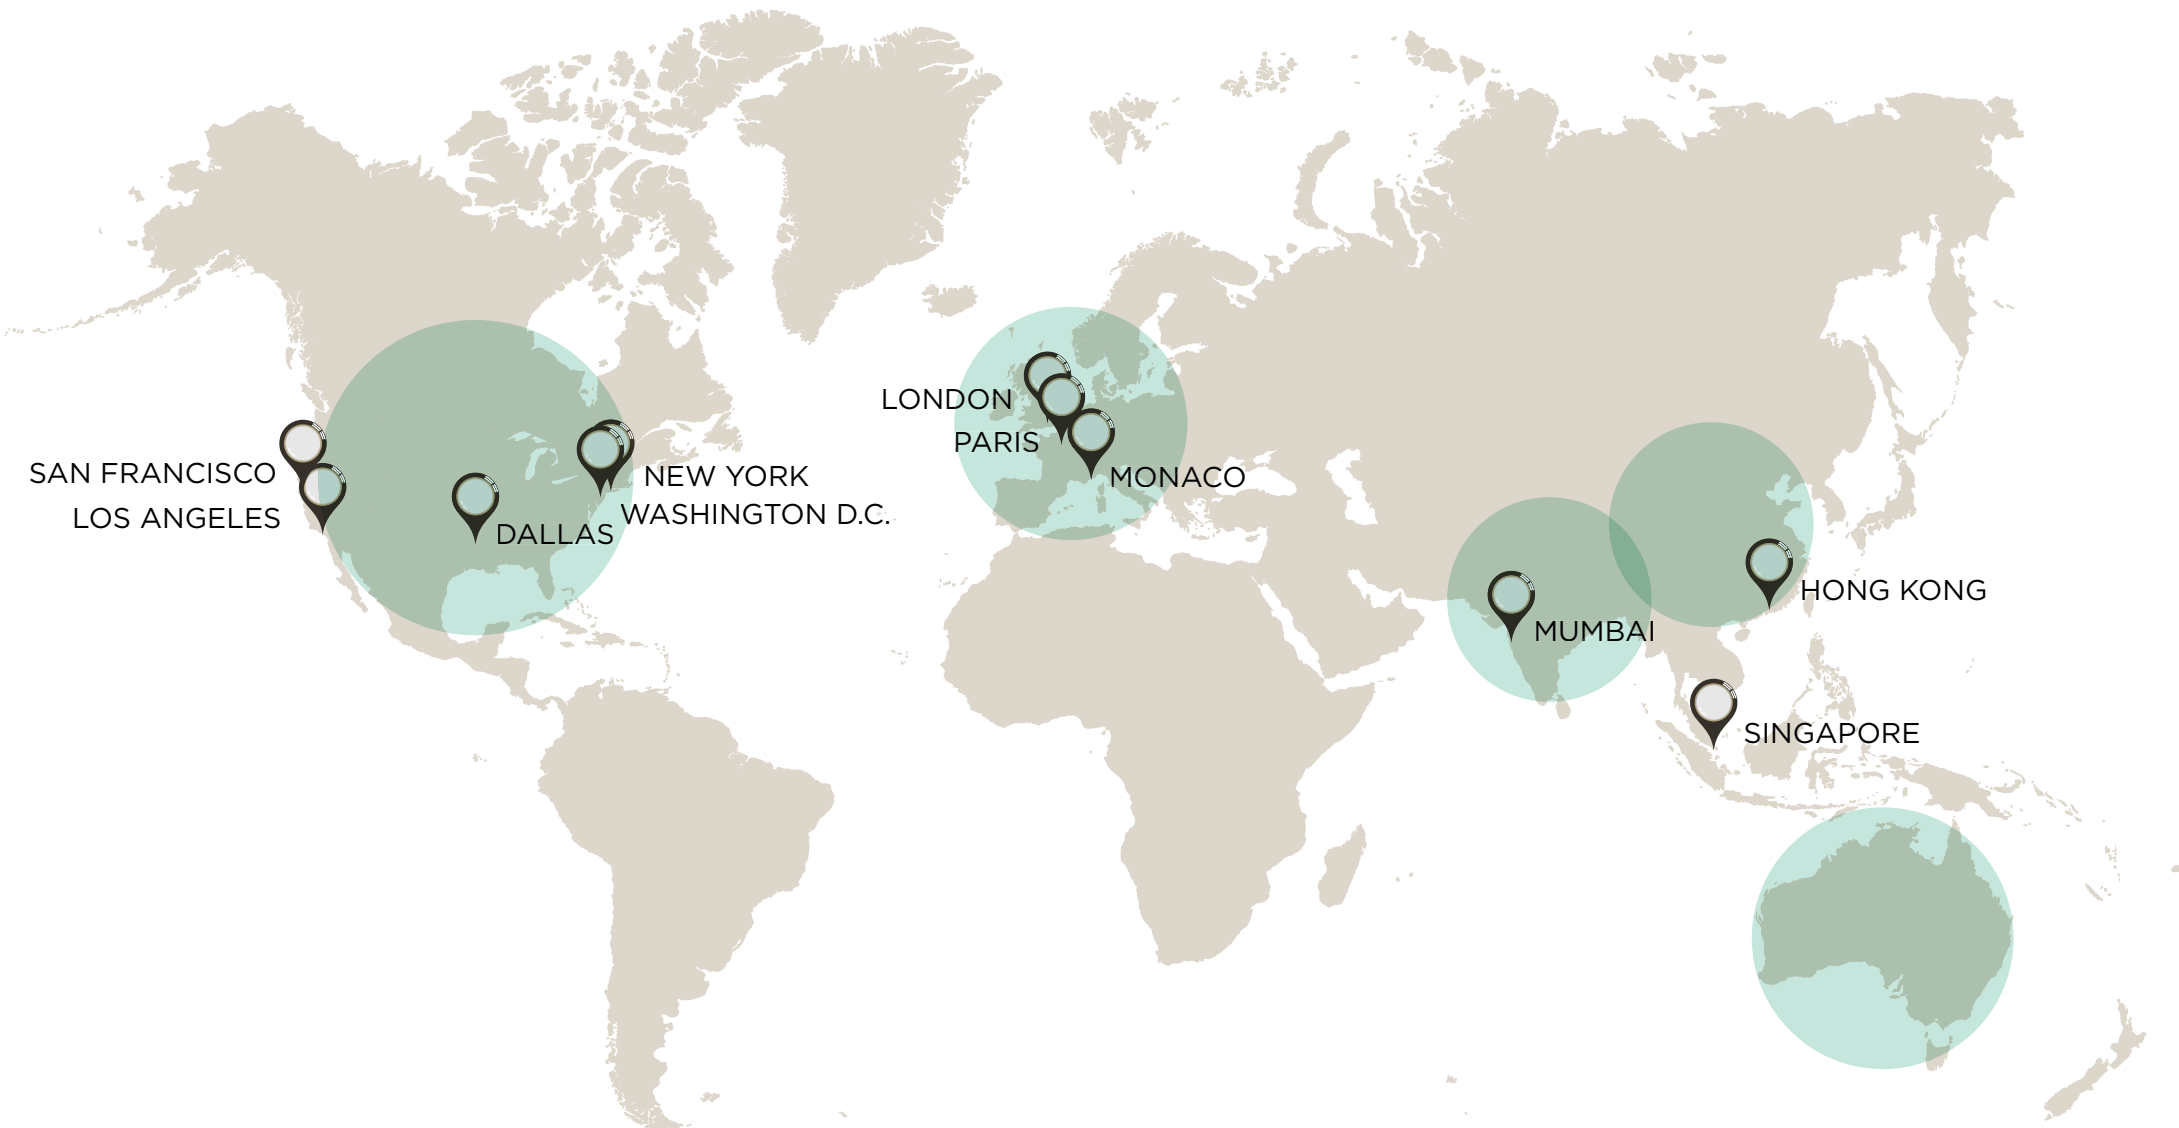 LONDON
PARIS
MONACO
SAN FRANCISCO
LOS ANGELES
NEW YORK
WASHINGTON D.C.
DALLAS
HONG KONG
MUMBAI
SINGAPORE